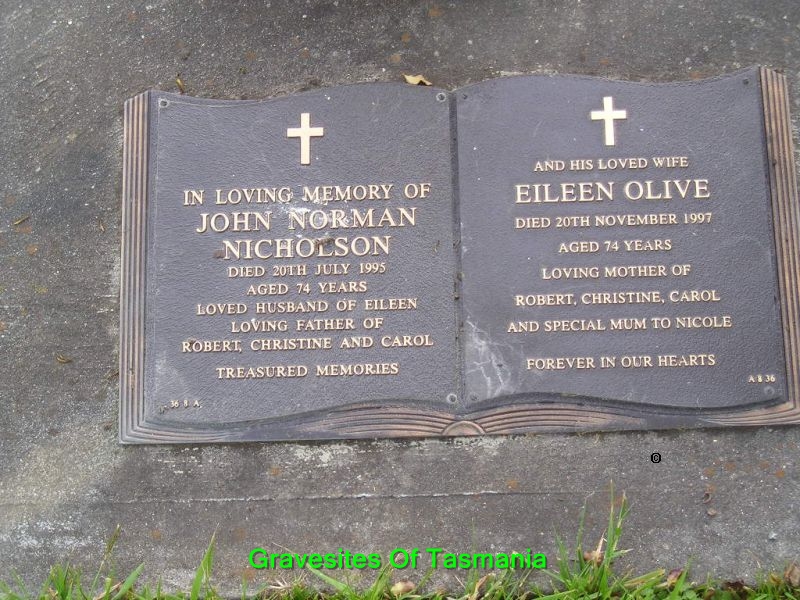 IN LOVING MEMORY OF
JOHN NORMAN
NICHOLSON
DIED 20TH JULY 1995
AGED 74 YEARS
LOVED HUSBAND OF EILEEN
LOVING FATHER OF
ROBERT, CHRISTINE AND CAROL
TREASURED MEMORIES
36 8 A
AND HIS LOVED WIFE
EILEEN OLIVE
DIED 20TH NOVEMBER 1997
AGED 74 YEARS
LOVING MOTHER OF
ROBERT, CHRISTINE, CAROL
AND SPECIAL MUM TO NICOLE
FOREVER IN OUR HEARTS
A 8 36
©
Gravesites Of Tasmania